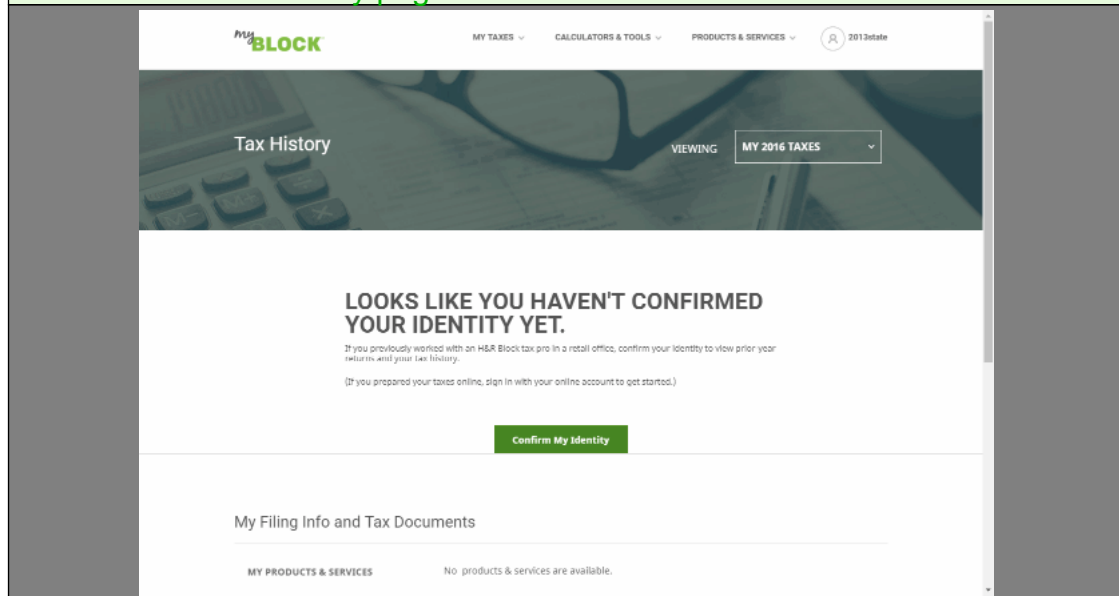 my BLOCK MY TAXES CALCULATORS & TOOLS PRODUCTS & SERVICES 2013state
Tax History VIEWING MY 2016 TAXES
LOOKS LIKE YOU HAVEN'T CONFIRMED
YOUR IDENTITY YET.
If you previously worked with an H&R Block tax pro in a retail office, confirm your identity to view prior year
returns and your tax history.
(If you prepared your taxes online, sign in with your online account to get started.)
Confirm My Identity
My Filing Info and Tax Documents
MY PRODUCTS & SERVICES No products & services are available.